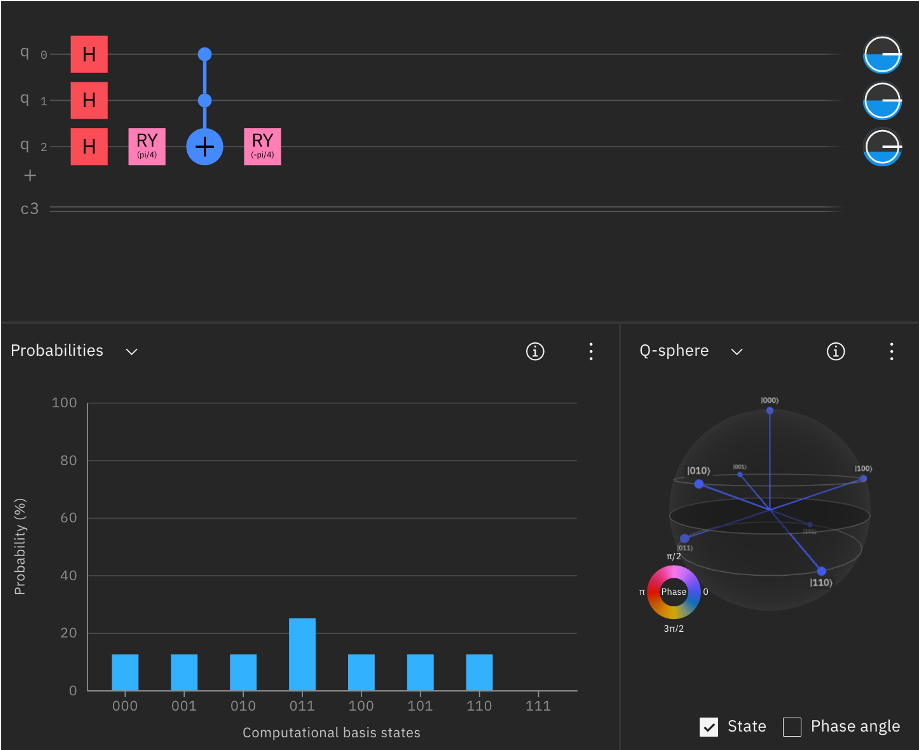 q 0 H
q 1 H
q 2 H RY (pi/4) + RY (-pi/4)
+
c3
Probabilities
Q-sphere
100
80
60
40
20
0
Probability (%)
000 001 010 011 100 101 110 111
Computational basis states
|000⟩
|010⟩ |001⟩ |100⟩
|011⟩
|110⟩
π/2
π Phase 0
3π/2
State Phase angle